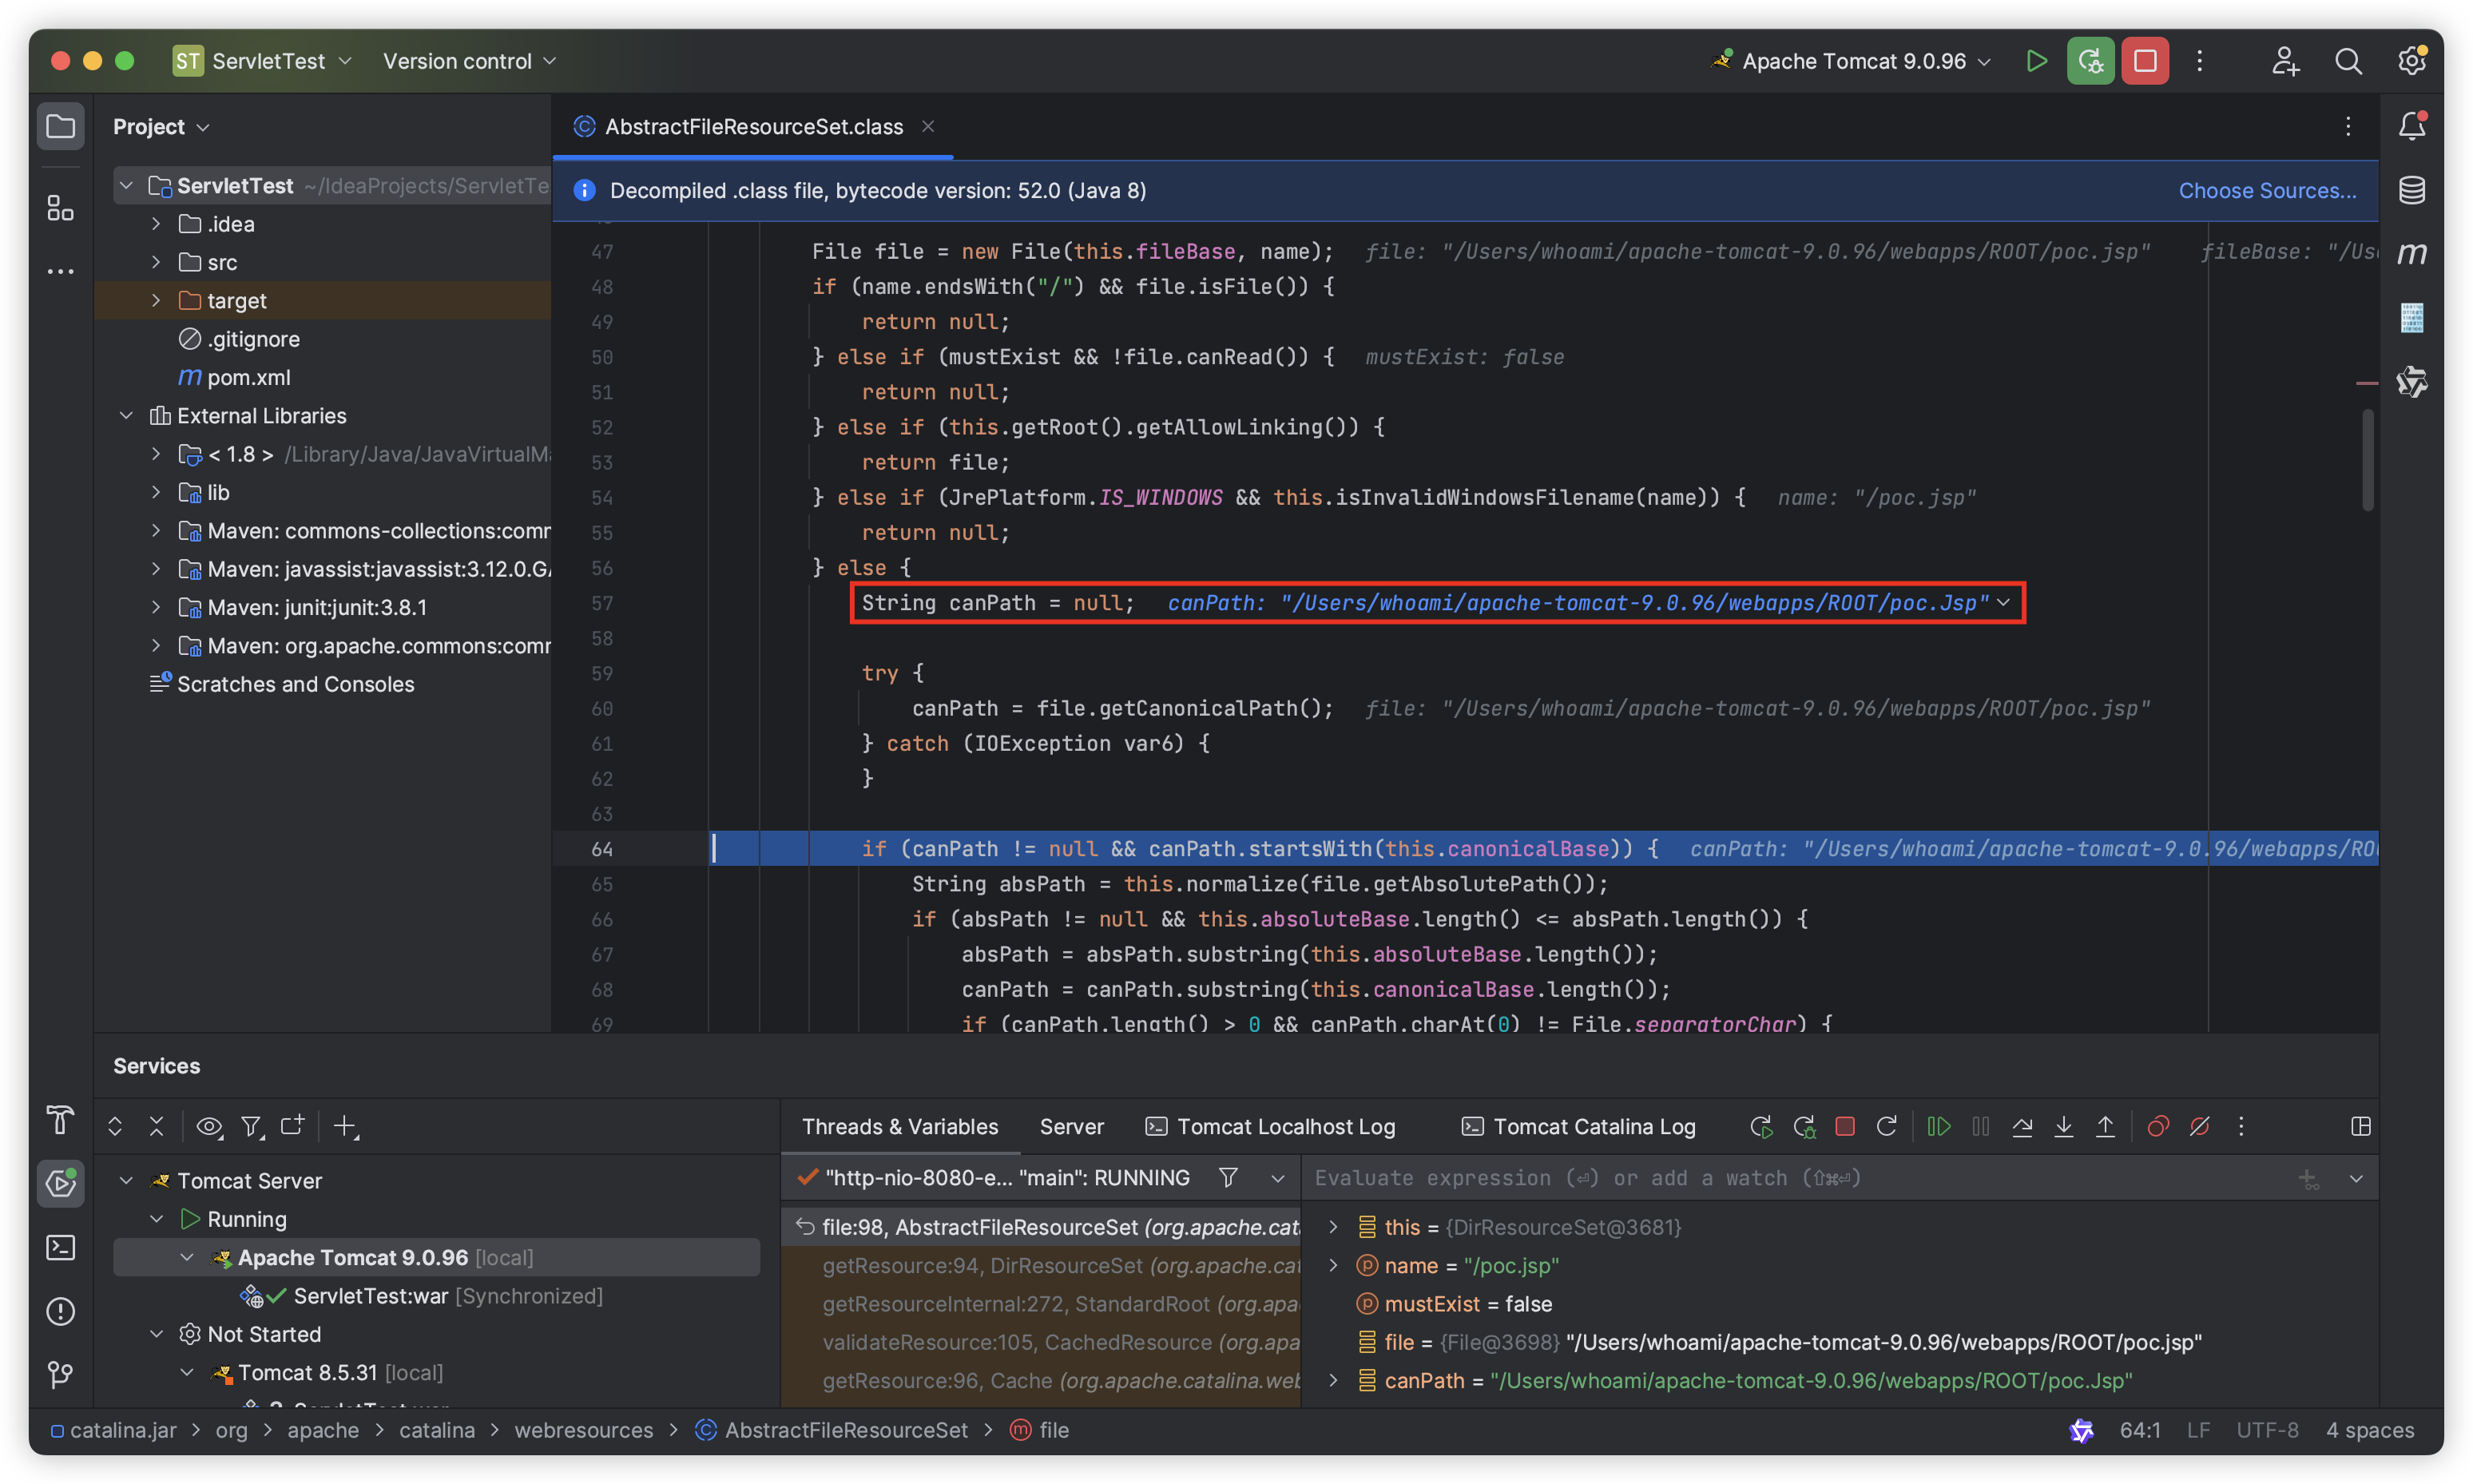 ST ServletTest Version control Apache Tomcat 9.0.96
Project
ServletTest ~/IdeaProjects/ServletTe
.idea
src
target
.gitignore
pom.xml
External Libraries
< 1.8 > /Library/Java/JavaVirtualMa
lib
Maven: commons-collections:comm
Maven: javassist:javassist:3.12.0.GA
Maven: junit:junit:3.8.1
Maven: org.apache.commons:comm
Scratches and Consoles
AbstractFileResourceSet.class
Decompiled .class file, bytecode version: 52.0 (Java 8) Choose Sources...
47 File file = new File(this.fileBase, name); file: "/Users/whoami/apache-tomcat-9.0.96/webapps/ROOT/poc.jsp" fileBase: "/Us
48 if (name.endsWith("/") && file.isFile()) {
49 return null;
50 } else if (mustExist && !file.canRead()) { mustExist: false
51 return null;
52 } else if (this.getRoot().getAllowLinking()) {
53 return file;
54 } else if (JrePlatform.IS_WINDOWS && this.isInvalidWindowsFilename(name)) { name: "/poc.jsp"
55 return null;
56 } else {
57 String canPath = null; canPath: "/Users/whoami/apache-tomcat-9.0.96/webapps/ROOT/poc.Jsp"
58
59 try {
60 canPath = file.getCanonicalPath(); file: "/Users/whoami/apache-tomcat-9.0.96/webapps/ROOT/poc.jsp"
61 } catch (IOException var6) {
62 }
63
64 if (canPath != null && canPath.startsWith(this.canonicalBase)) { canPath: "/Users/whoami/apache-tomcat-9.0.96/webapps/RO
65 String absPath = this.normalize(file.getAbsolutePath());
66 if (absPath != null && this.absoluteBase.length() <= absPath.length()) {
67 absPath = absPath.substring(this.absoluteBase.length());
68 canPath = canPath.substring(this.canonicalBase.length());
69 if (canPath.length() > 0 && canPath.charAt(0) != File.separatorChar) {
Services
Tomcat Server
Running
Apache Tomcat 9.0.96 [local]
ServletTest:war [Synchronized]
Not Started
Tomcat 8.5.31 [local]
Threads & Variables Server Tomcat Localhost Log Tomcat Catalina Log
"http-nio-8080-e... "main": RUNNING
file:98, AbstractFileResourceSet (org.apache.cat
getResource:94, DirResourceSet (org.apache.cat
getResourceInternal:272, StandardRoot (org.apa
validateResource:105, CachedResource (org.apa
getResource:96, Cache (org.apache.catalina.web
Evaluate expression (⏎) or add a watch (⇧⌘⏎)
this = {DirResourceSet@3681}
name = "/poc.jsp"
mustExist = false
file = {File@3698} "/Users/whoami/apache-tomcat-9.0.96/webapps/ROOT/poc.jsp"
canPath = "/Users/whoami/apache-tomcat-9.0.96/webapps/ROOT/poc.Jsp"
catalina.jar > org > apache > catalina > webresources > AbstractFileResourceSet > file
64:1 LF UTF-8 4 spaces